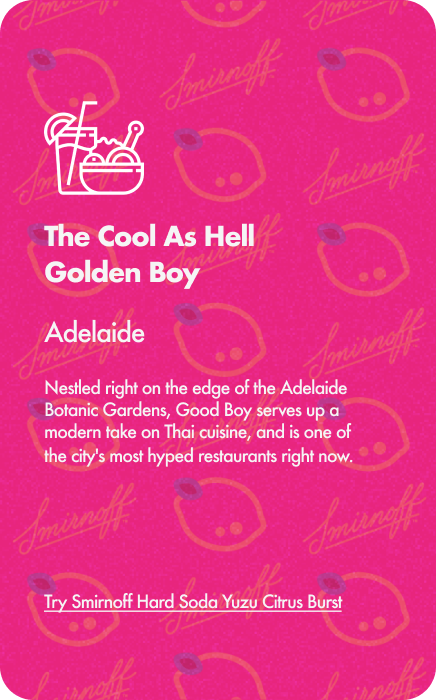 The Cool As Hell
Golden Boy
Adelaide
Nestled right on the edge of the Adelaide
Botanic Gardens, Good Boy serves up a
modern take on Thai cuisine, and is one of
the city's most hyped restaurants right now.
Try Smirnoff Hard Soda Yuzu Citrus Burst
Smirnoff